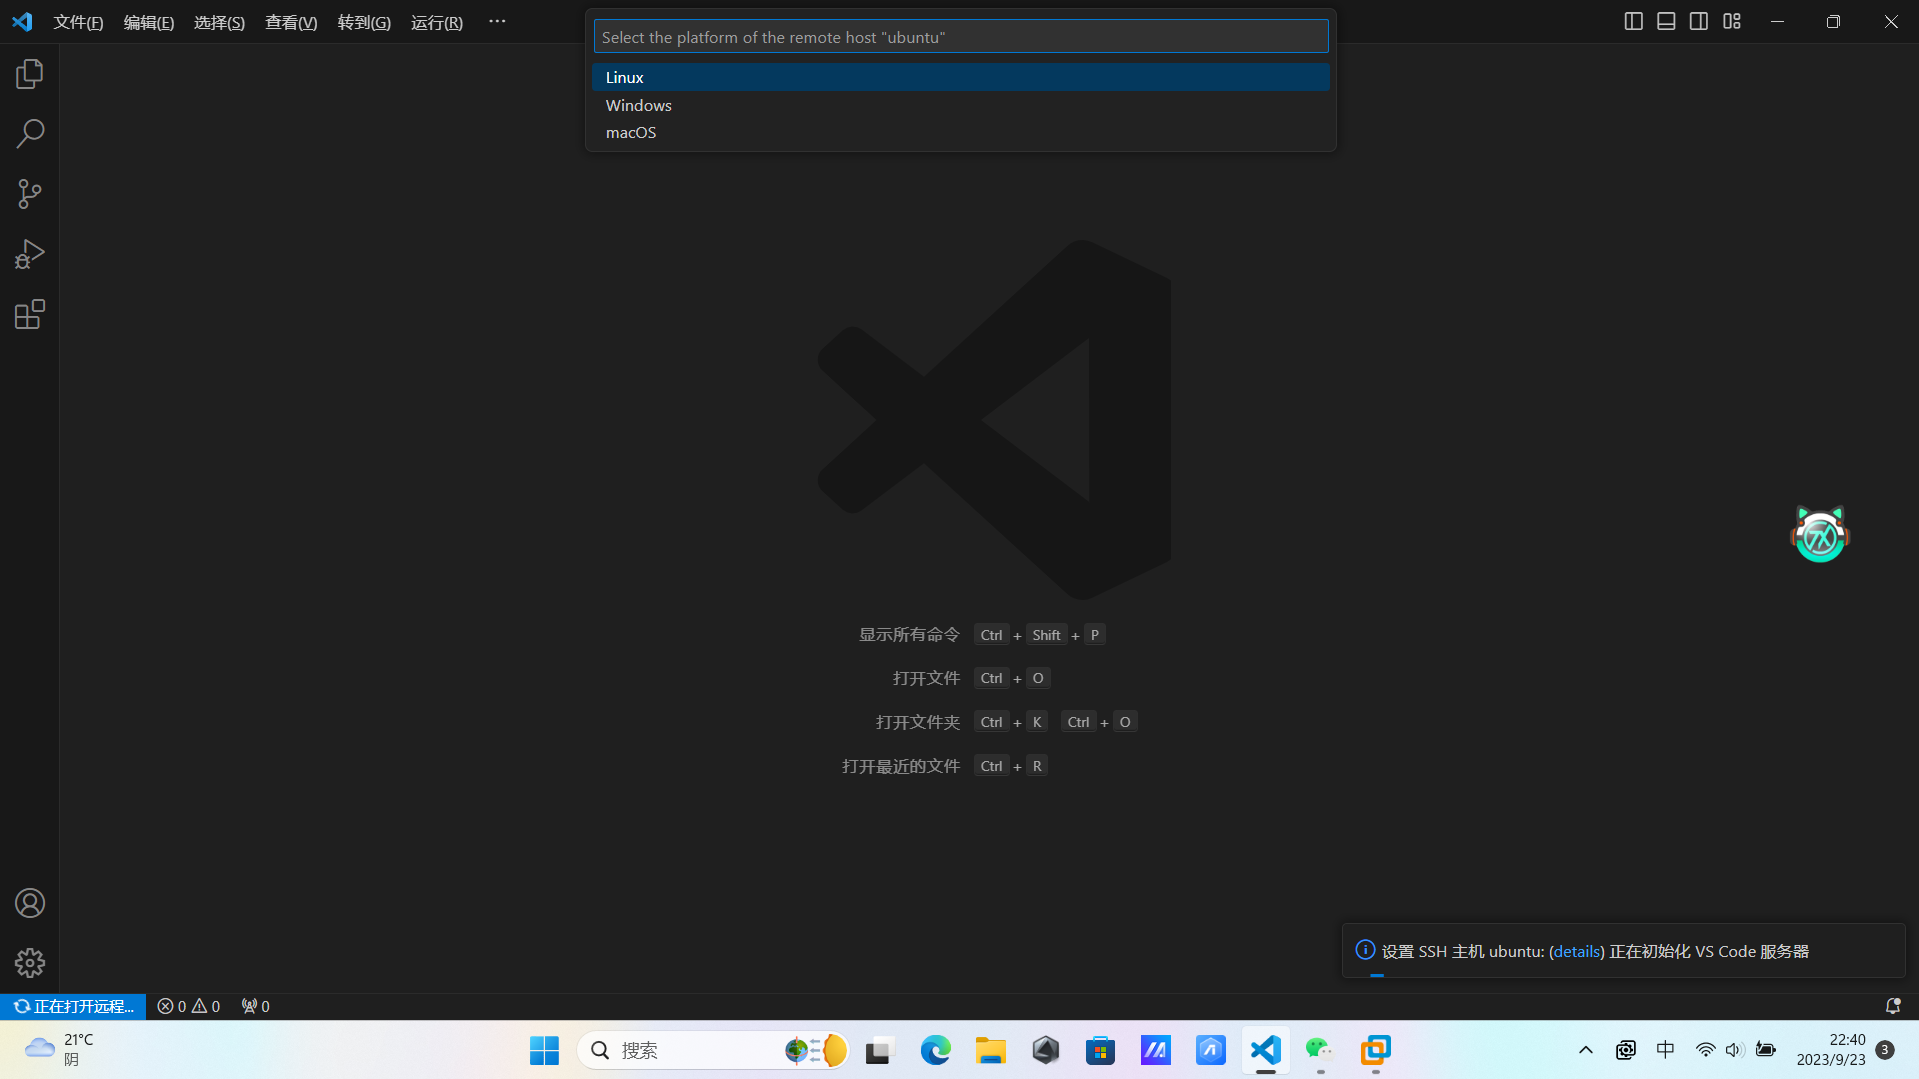 文件(F) 编辑(E) 选择(S) 查看(V) 转到(G) 运行(R) ···
Select the platform of the remote host "ubuntu"
Linux
Windows
macOS
显示所有命令 Ctrl + Shift + P
打开文件 Ctrl + O
打开文件夹 Ctrl + K Ctrl + O
打开最近的文件 Ctrl + R
设置 SSH 主机 ubuntu: (details) 正在初始化 VS Code 服务器
正在打开远程... 0 0 0
21°C
阴
搜索
中
22:40
2023/9/23
3